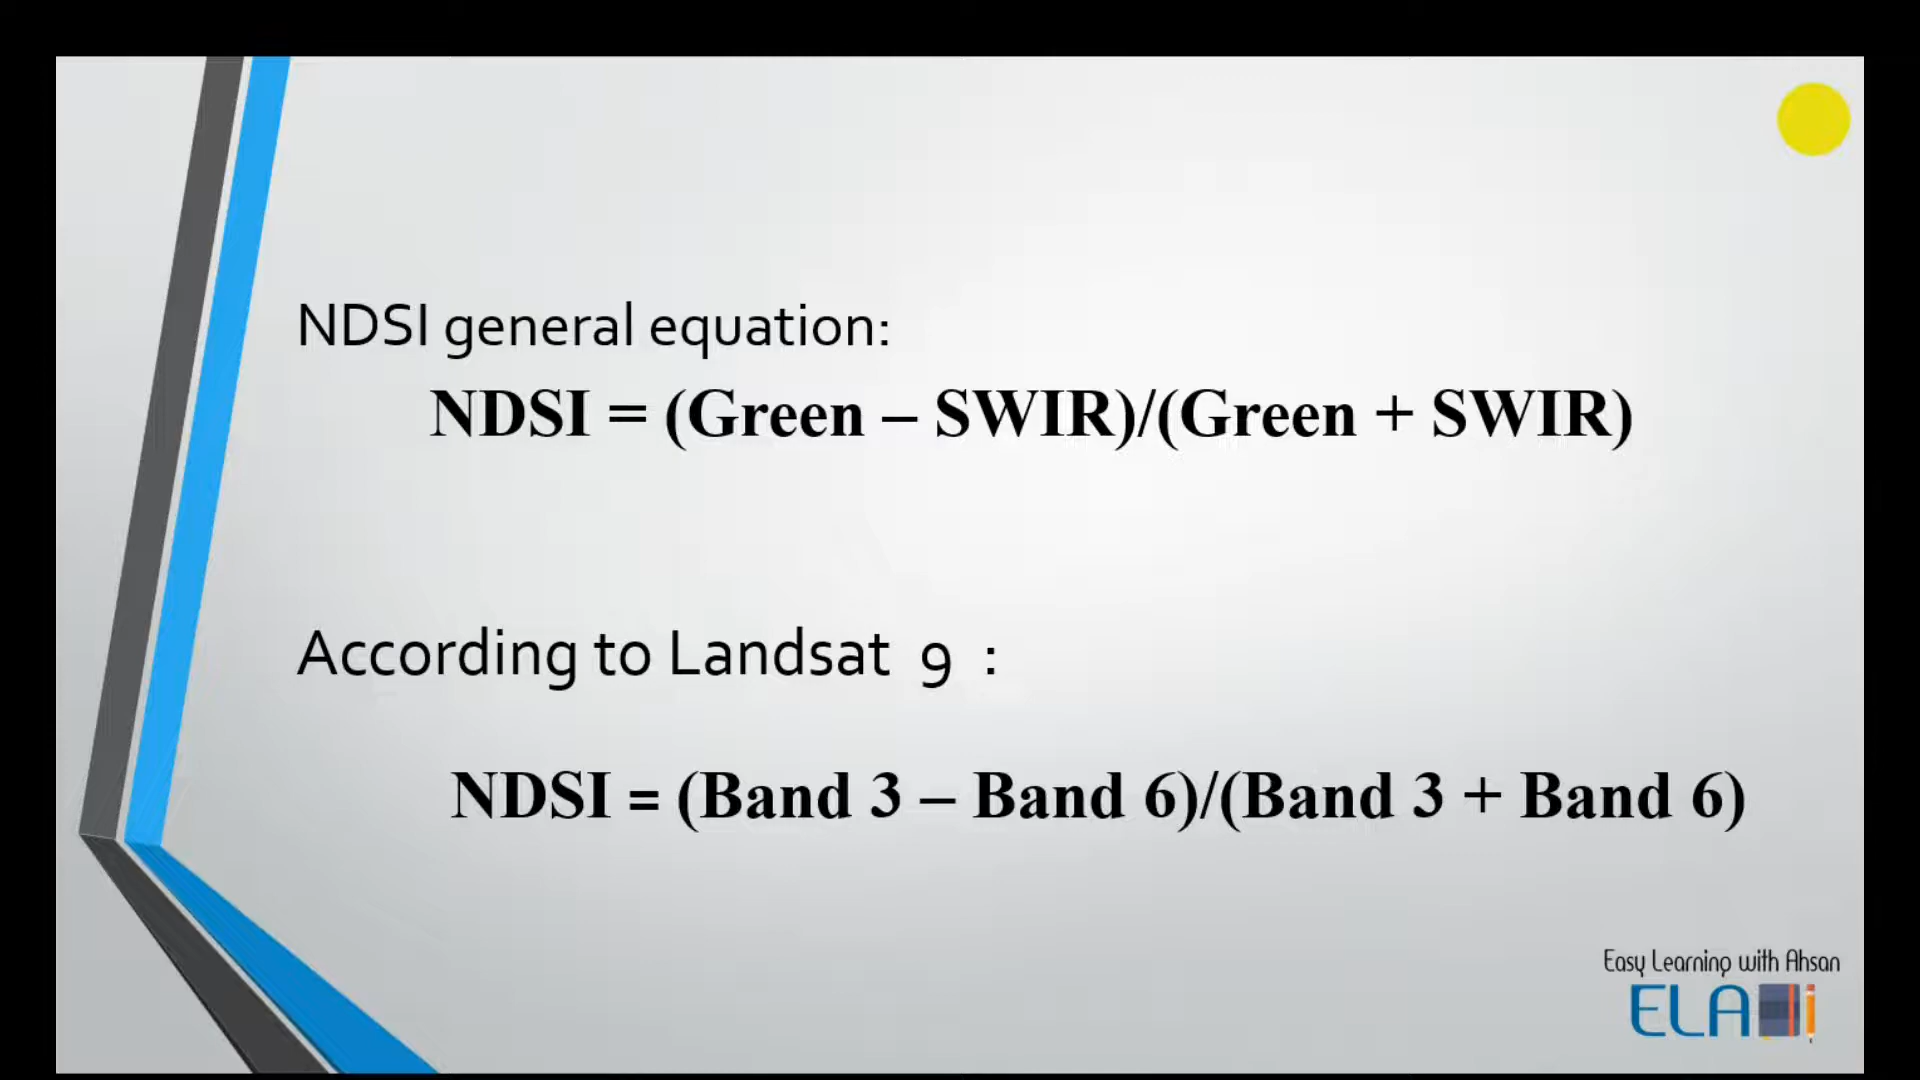 NDSI general equation:
NDSI = (Green – SWIR)/(Green + SWIR)
According to Landsat 9 :
NDSI = (Band 3 – Band 6)/(Band 3 + Band 6)
Easy Learning with Ahsan
ELA